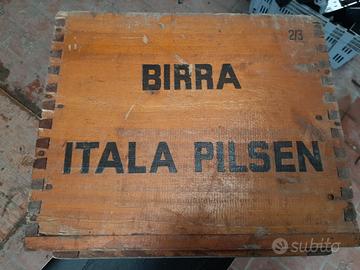 2/3
BIRRA
ITALA PILSEN
subito